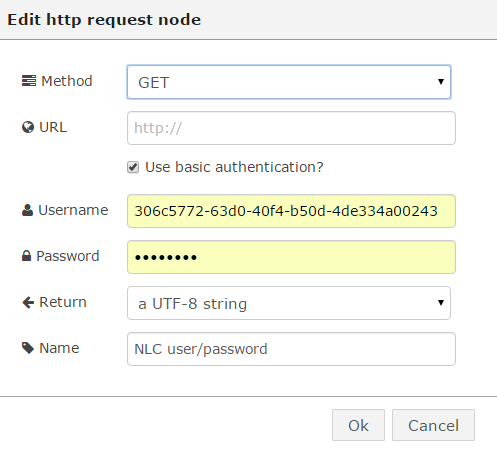 Edit http request node
Method GET
URL http://
Use basic authentication?
Username 306c5772-63d0-40f4-b50d-4de334a00243
Password ••••••••
Return a UTF-8 string
Name NLC user/password
Ok Cancel